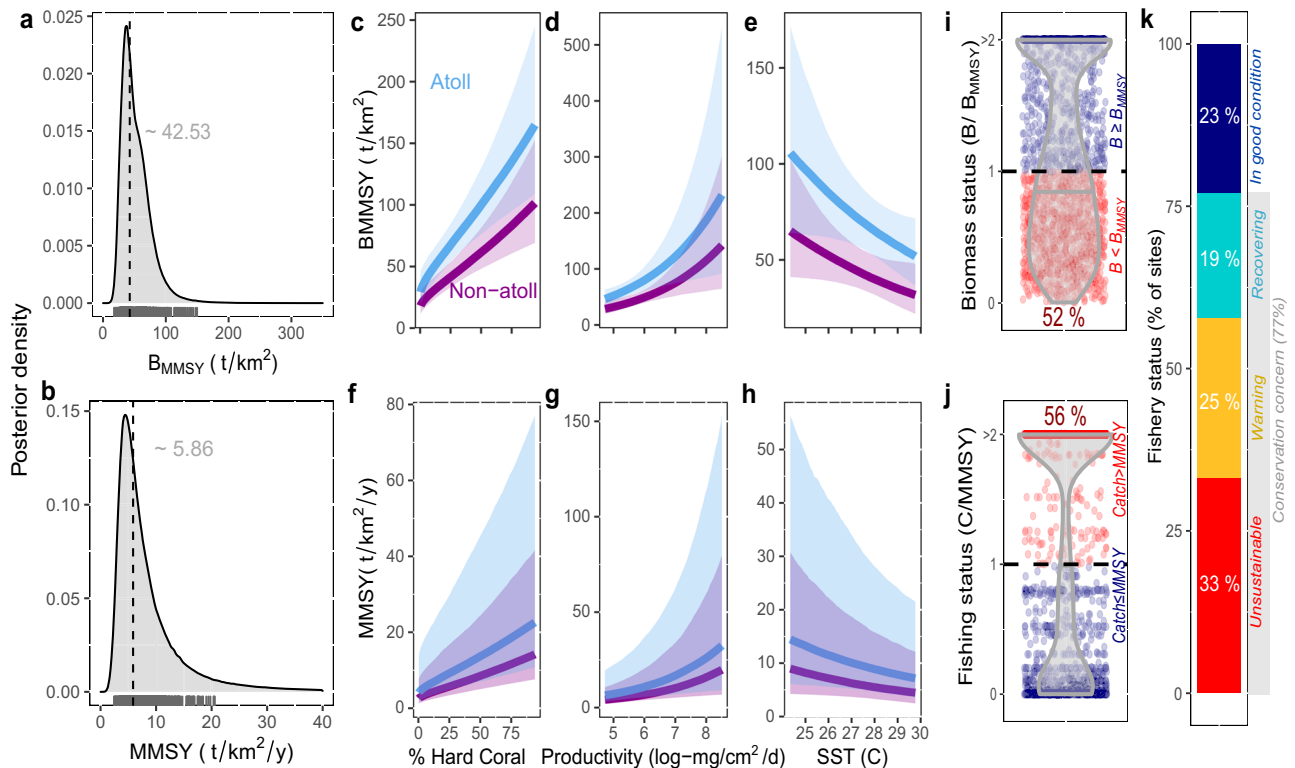 a
Posterior density
0.025
0.020
0.015
0.010
0.005
0.000
~ 42.53
0 100 200 300
BMMSY ( t/km²)
b
0.15
0.10
0.05
0.00
~ 5.86
0 10 20 30 40
MMSY ( t/km²/y)
c
BMMSY ( t/km²)
250
200
150
100
50
0
Atoll
Non−atoll
d
500
400
300
200
100
0
e
150
100
50
f
MMSY( t/km²/y)
80
60
40
20
0
0 25 50 75
% Hard Coral
g
150
100
50
0
5 6 7 8
Productivity (log−mg/cm²/d)
h
50
40
30
20
10
0
25 26 27 28 29 30
SST (C)
i
Biomass status (B/ BMMSY)
>2
1
0
B ≥ BMMSY
B < BMMSY
52 %
j
Fishing status (C/MMSY)
>2
1
0
56 %
Catch>MMSY
Catch≤MMSY
k
Fishery status (% of sites)
100
75
50
25
0
23 %
19 %
25 %
33 %
In good condition
Recovering
Warning
Unsustainable
Conservation concern (77%)